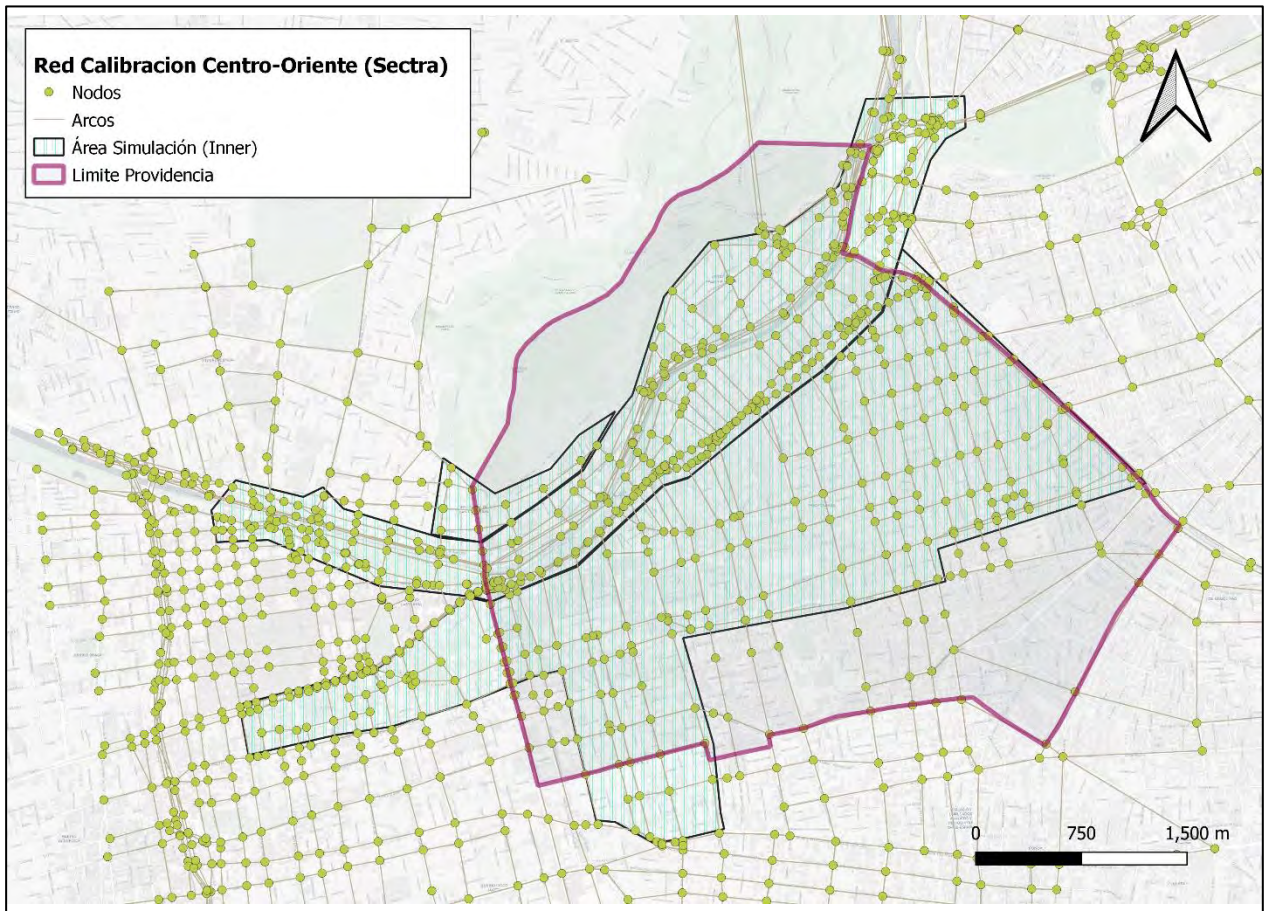 Red Calibracion Centro-Oriente (Sectra)
Nodos
Arcos
Área Simulación (Inner)
Limite Providencia
0 750 1,500 m